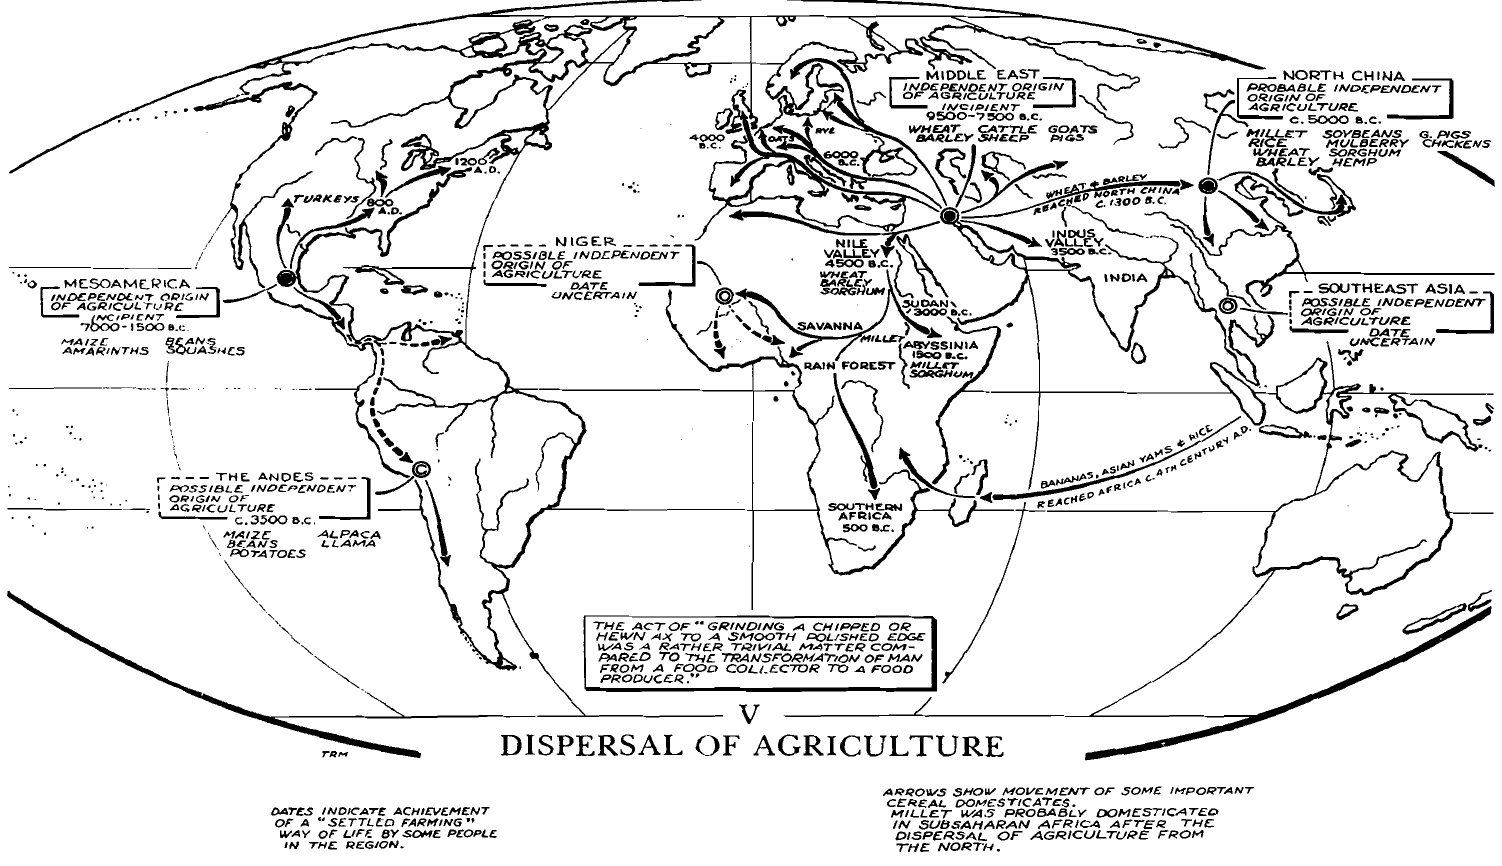 MIDDLE EAST
INDEPENDENT ORIGIN
OF AGRICULTURE
INCIPIENT
9500-7500 B.C.
WHEAT CATTLE GOATS
BARLEY SHEEP PIGS
NORTH CHINA
PROBABLE INDEPENDENT
ORIGIN OF
AGRICULTURE
c. 5000 B.C.
MILLET SOYBEANS G. PIGS
RICE MULBERRY CHICKENS
WHEAT SORGHUM
BARLEY HEMP
4000
B.C.
OATS
RYE
6000
B.C.
1200
A.D.
TURKEYS
800
A.D.
WHEAT & BARLEY
REACHED NORTH CHINA
C. 1300 B.C.
NIGER
POSSIBLE INDEPENDENT
ORIGIN OF
AGRICULTURE
DATE
UNCERTAIN
NILE
VALLEY
4500 B.C.
WHEAT
BARLEY
SORGHUM
INDUS
VALLEY
3500 B.C.
INDIA
MESOAMERICA
INDEPENDENT ORIGIN
OF AGRICULTURE
INCIPIENT
7000-1500 B.C.
MAIZE BEANS
AMARINTHS SQUASHES
SOUTHEAST ASIA
POSSIBLE INDEPENDENT
ORIGIN OF
AGRICULTURE
DATE
UNCERTAIN
SUDAN
3000 B.C.
SAVANNA
MILLET
ABYSSINIA
1500 B.C.
MILLET
SORGHUM
RAIN FOREST
BANANAS, ASIAN YAMS & RICE
REACHED AFRICA C. 4TH CENTURY A.D.
THE ANDES
POSSIBLE INDEPENDENT
ORIGIN OF
AGRICULTURE
c. 3500 B.C.
MAIZE ALPACA
BEANS LLAMA
POTATOES
SOUTHERN
AFRICA
500 B.C.
THE ACT OF "GRINDING A CHIPPED OR
HEWN AX TO A SMOOTH POLISHED EDGE
WAS A RATHER TRIVIAL MATTER COM-
PARED TO THE TRANSFORMATION OF MAN
FROM A FOOD COLLECTOR TO A FOOD
PRODUCER."
V
DISPERSAL OF AGRICULTURE
TRM
DATES INDICATE ACHIEVEMENT
OF A "SETTLED FARMING"
WAY OF LIFE BY SOME PEOPLE
IN THE REGION.
ARROWS SHOW MOVEMENT OF SOME IMPORTANT
CEREAL DOMESTICATES.
MILLET WAS PROBABLY DOMESTICATED
IN SUBSAHARAN AFRICA AFTER THE
DISPERSAL OF AGRICULTURE FROM
THE NORTH.